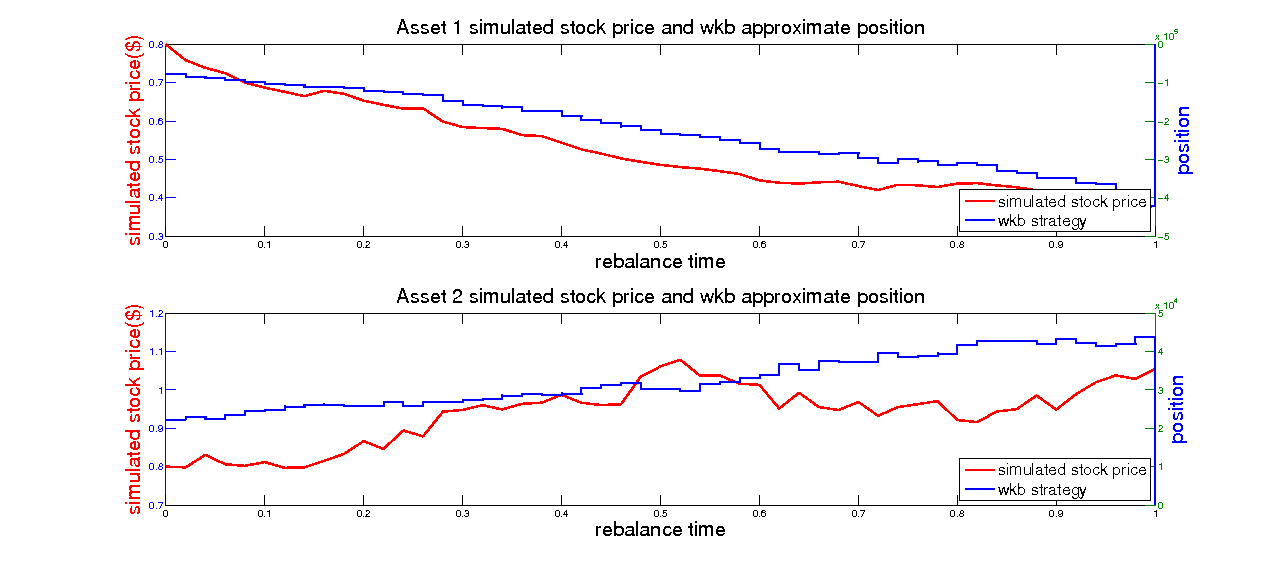 Asset 1 simulated stock price and wkb approximate position
x 10^5
simulated stock price($)
0.8
0.7
0.6
0.5
0.4
0.3
0
−1
−2
−3
−4
−5
position
simulated stock price
wkb strategy
0 0.1 0.2 0.3 0.4 0.5 0.6 0.7 0.8 0.9 1
rebalance time
Asset 2 simulated stock price and wkb approximate position
x 10^4
simulated stock price($)
1.2
1.1
1
0.9
0.8
0.7
5
4
3
2
1
0
position
simulated stock price
wkb strategy
0 0.1 0.2 0.3 0.4 0.5 0.6 0.7 0.8 0.9 1
rebalance time